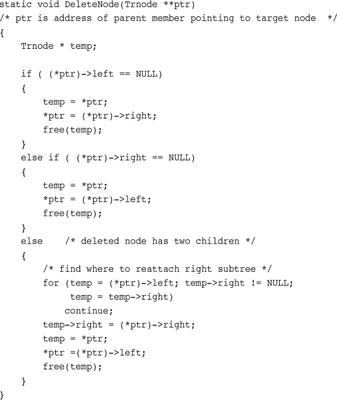 static void DeleteNode(Trnode **ptr)
/* ptr is address of parent member pointing to target node  */
{
    Trnode * temp;

    if ( (*ptr)->left == NULL)
    {
        temp = *ptr;
        *ptr = (*ptr)->right;
        free(temp);
    }
    else if ( (*ptr)->right == NULL)
    {
        temp = *ptr;
        *ptr = (*ptr)->left;
        free(temp);
    }
    else    /* deleted node has two children */
    {
        /* find where to reattach right subtree */
        for (temp = (*ptr)->left; temp->right != NULL;
             temp = temp->right)
            continue;
        temp->right = (*ptr)->right;
        temp = *ptr;
        *ptr =(*ptr)->left;
        free(temp);
    }
}